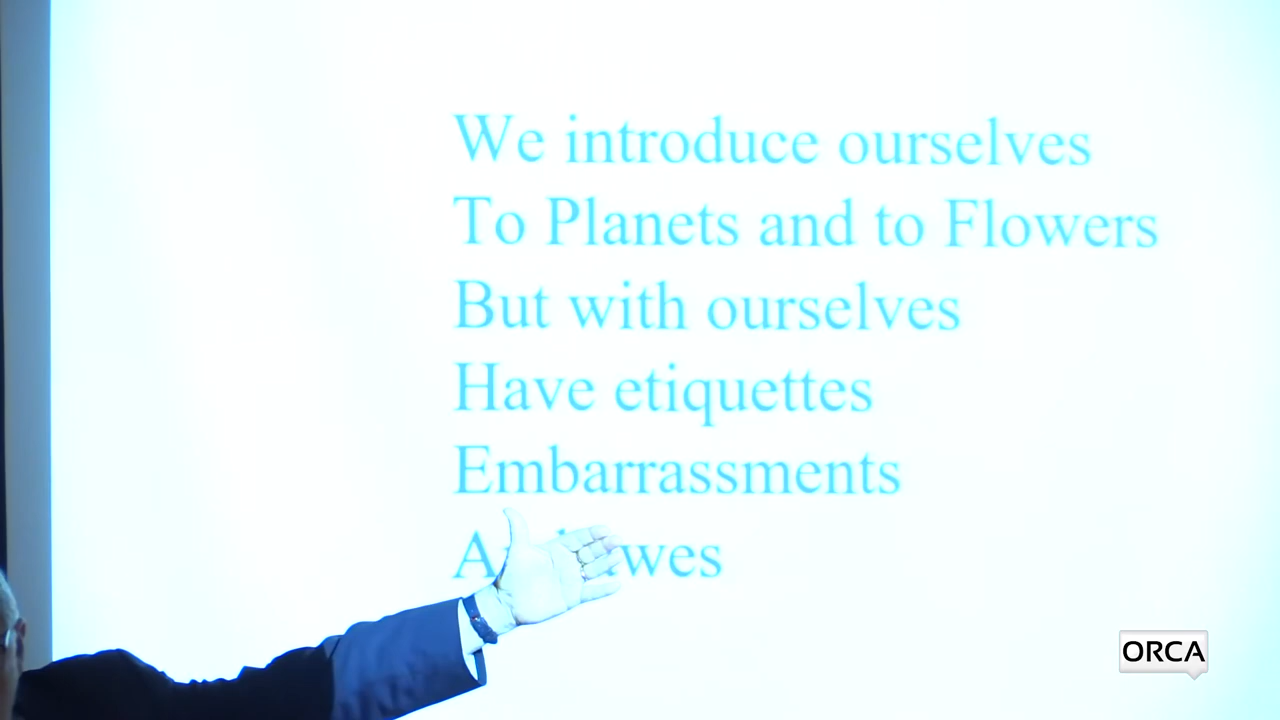 We introduce ourselves
To Planets and to Flowers
But with ourselves
Have etiquettes
Embarrassments
ORCA